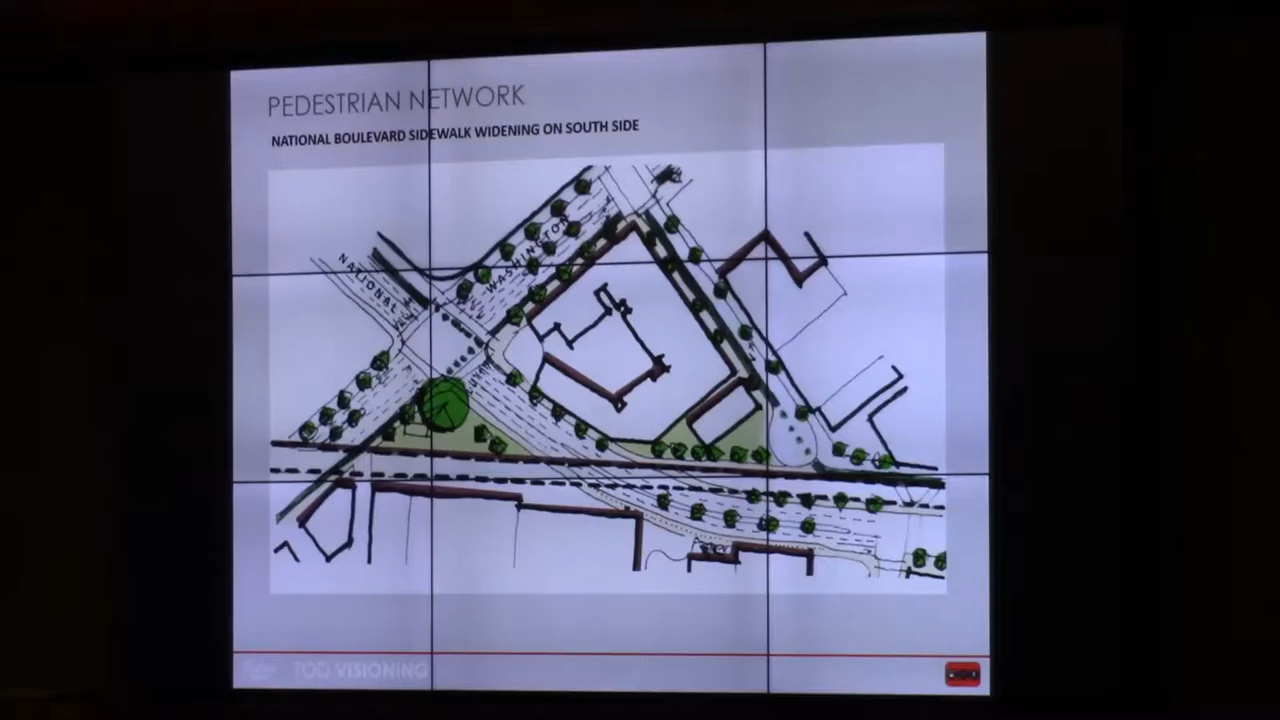 PEDESTRIAN NETWORK
NATIONAL BOULEVARD SIDEWALK WIDENING ON SOUTH SIDE
NATIONAL
WASHINGTON
TOD VISIONING